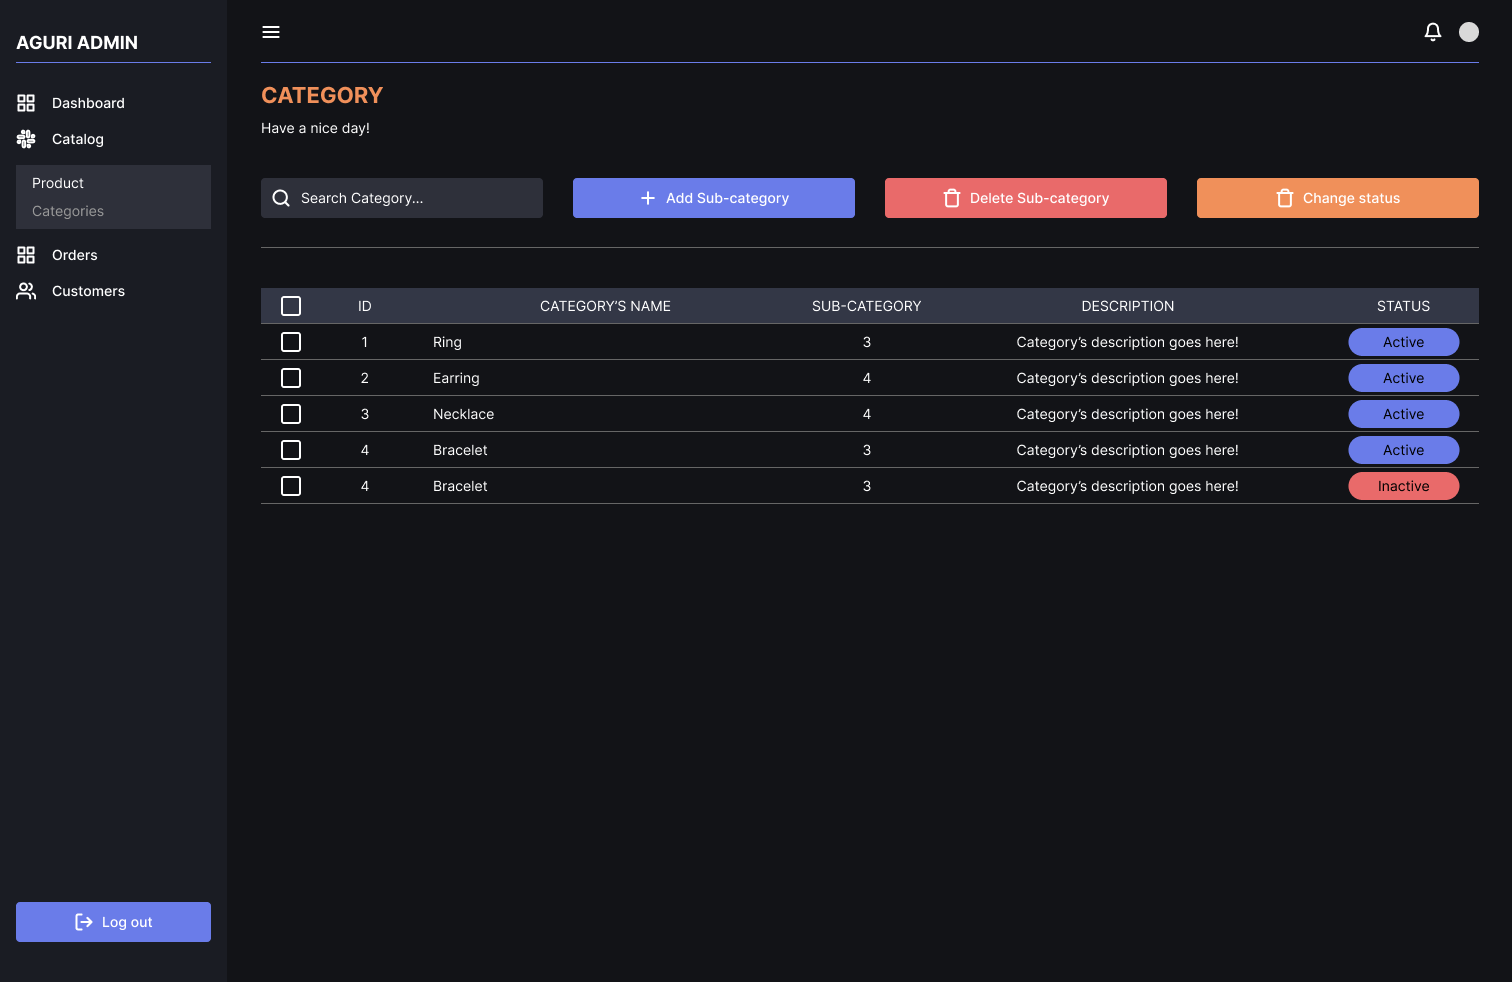 AGURI ADMIN
Dashboard
Catalog
Product
Categories
Orders
Customers
Log out
CATEGORY
Have a nice day!
Search Category...
Add Sub-category
Delete Sub-category
Change status
ID CATEGORY’S NAME SUB-CATEGORY DESCRIPTION STATUS
1 Ring 3 Category’s description goes here! Active
2 Earring 4 Category’s description goes here! Active
3 Necklace 4 Category’s description goes here! Active
4 Bracelet 3 Category’s description goes here! Active
4 Bracelet 3 Category’s description goes here! Inactive